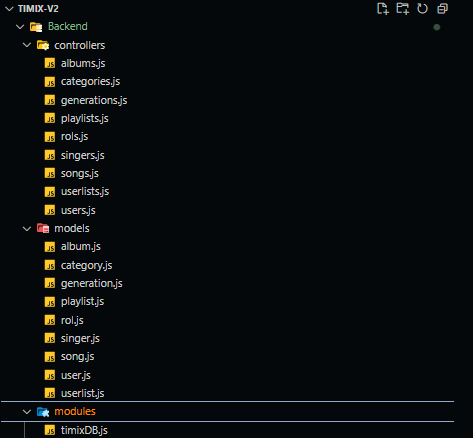 TIMIX-V2
Backend
controllers
albums.js
categories.js
generations.js
playlists.js
rols.js
singers.js
songs.js
userlists.js
users.js
models
album.js
category.js
generation.js
playlist.js
rol.js
singer.js
song.js
user.js
userlist.js
modules
timixDB.js